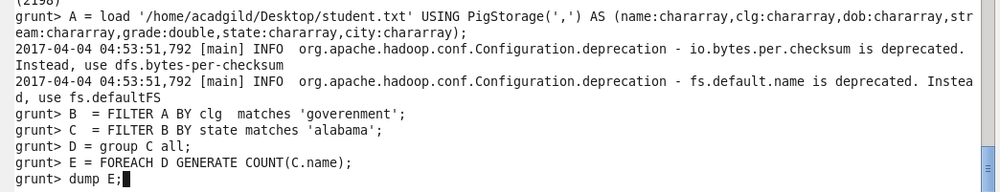 (2198)
grunt> A = load '/home/acadgild/Desktop/student.txt' USING PigStorage(',') AS (name:chararray,clg:chararray,dob:chararray,str
eam:chararray,grade:double,state:chararray,city:chararray);
2017-04-04 04:53:51,792 [main] INFO  org.apache.hadoop.conf.Configuration.deprecation - io.bytes.per.checksum is deprecated.
Instead, use dfs.bytes-per-checksum
2017-04-04 04:53:51,792 [main] INFO  org.apache.hadoop.conf.Configuration.deprecation - fs.default.name is deprecated. Instea
d, use fs.defaultFS
grunt> B  = FILTER A BY clg  matches 'goverenment';
grunt> C  = FILTER B BY state matches 'alabama';
grunt> D = group C all;
grunt> E = FOREACH D GENERATE COUNT(C.name);
grunt> dump E;